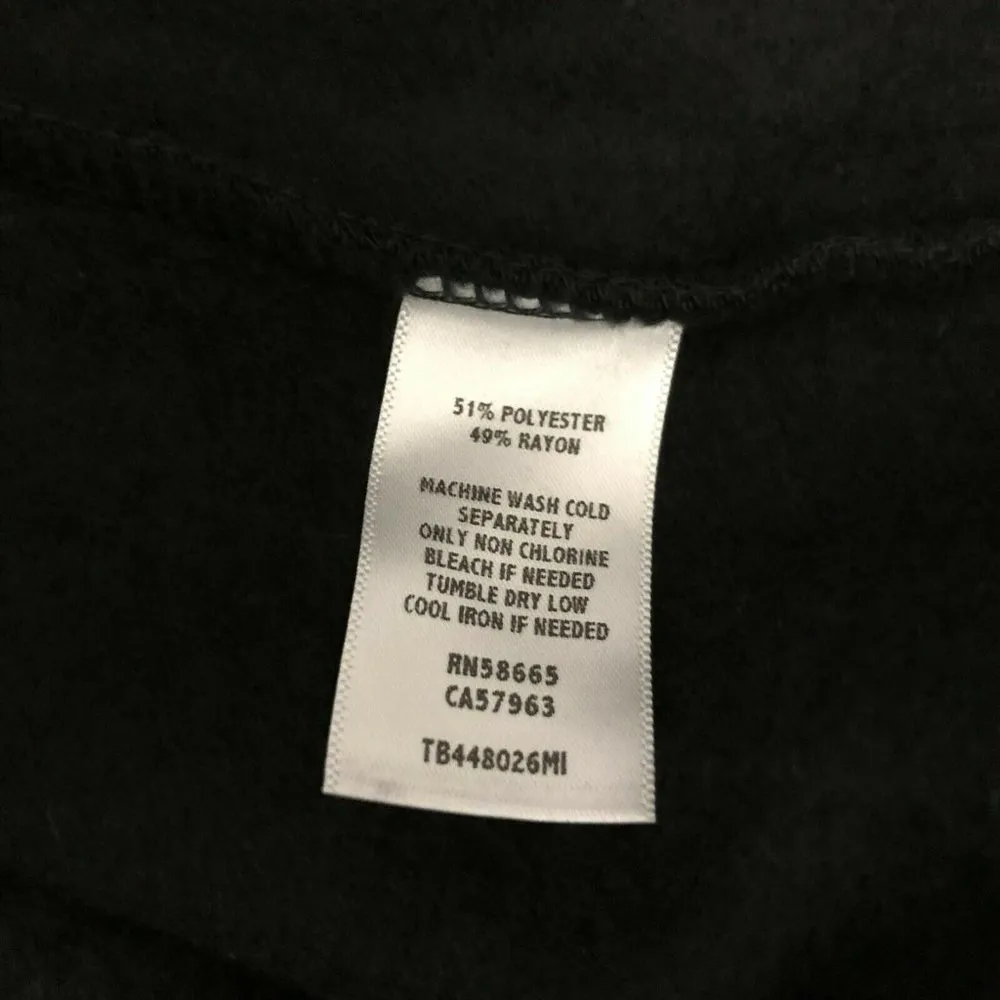 51% POLYESTER
49% RAYON
MACHINE WASH COLD
SEPARATELY
ONLY NON CHLORINE
BLEACH IF NEEDED
TUMBLE DRY LOW
COOL IRON IF NEEDED
RN58665
CA57963
TB448026MI